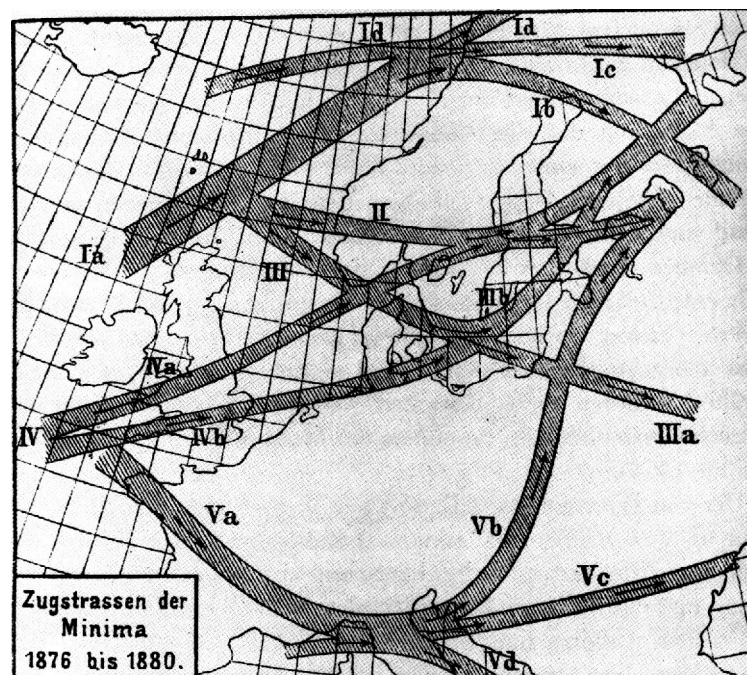 Id
Id
Ic
Ib
Ia
II
III
IIIb
IVa
IV
IVb
IIIa
Va
Vb
Vc
Vd
Zugstrassen der
Minima
1876 bis 1880.